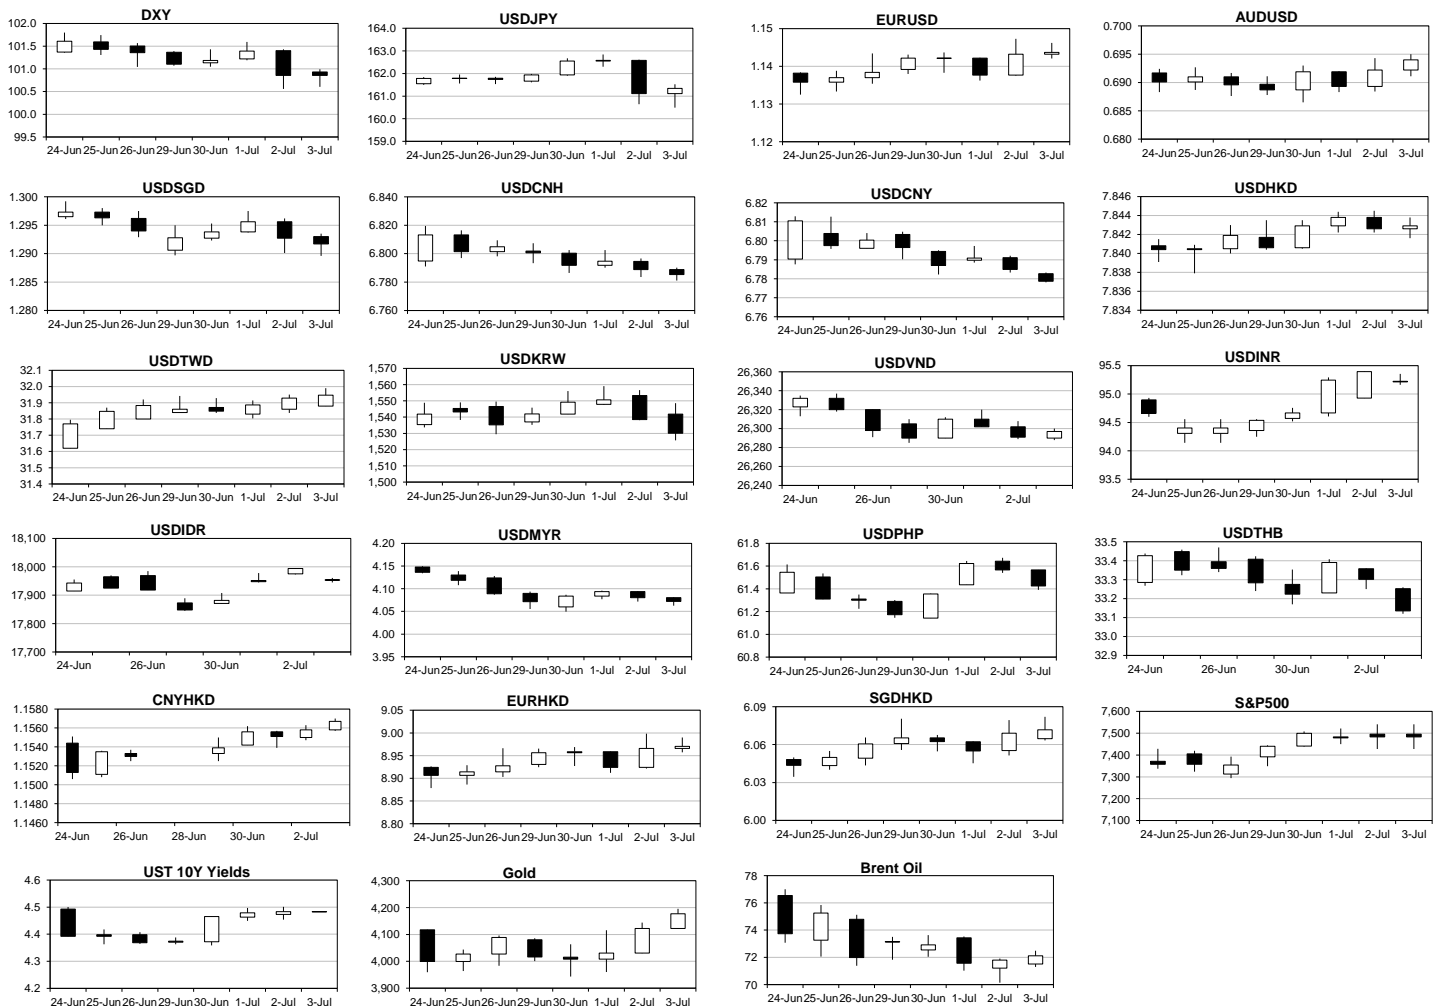 DXY
102.0
101.5
101.0
100.5
100.0
99.5
24-Jun 25-Jun 26-Jun 29-Jun 30-Jun 1-Jul 2-Jul 3-Jul
USDJPY
164.0
163.0
162.0
161.0
160.0
159.0
24-Jun 25-Jun 26-Jun 29-Jun 30-Jun 1-Jul 2-Jul 3-Jul
EURUSD
1.15
1.14
1.13
1.12
24-Jun 25-Jun 26-Jun 29-Jun 30-Jun 1-Jul 2-Jul 3-Jul
AUDUSD
0.700
0.695
0.690
0.685
0.680
24-Jun 25-Jun 26-Jun 29-Jun 30-Jun 1-Jul 2-Jul 3-Jul
USDSGD
1.300
1.295
1.290
1.285
1.280
24-Jun 25-Jun 26-Jun 29-Jun 30-Jun 1-Jul 2-Jul 3-Jul
USDCNH
6.840
6.820
6.800
6.780
6.760
24-Jun 25-Jun 26-Jun 29-Jun 30-Jun 1-Jul 2-Jul 3-Jul
USDCNY
6.82
6.81
6.80
6.79
6.78
6.77
6.76
24-Jun 25-Jun 26-Jun 29-Jun 30-Jun 1-Jul 2-Jul 3-Jul
USDHKD
7.846
7.844
7.842
7.840
7.838
7.836
7.834
24-Jun 25-Jun 26-Jun 29-Jun 30-Jun 1-Jul 2-Jul 3-Jul
USDTWD
32.1
32.0
31.9
31.8
31.7
31.6
31.5
31.4
24-Jun 25-Jun 26-Jun 29-Jun 30-Jun 1-Jul 2-Jul 3-Jul
USDKRW
1,570
1,560
1,550
1,540
1,530
1,520
1,510
1,500
24-Jun 25-Jun 26-Jun 29-Jun 30-Jun 1-Jul 2-Jul 3-Jul
USDVND
26,360
26,340
26,320
26,300
26,280
26,260
26,240
24-Jun 26-Jun 30-Jun 2-Jul
USDINR
95.5
95.0
94.5
94.0
93.5
24-Jun 25-Jun 26-Jun 29-Jun 30-Jun 1-Jul 2-Jul 3-Jul
USDIDR
18,100
18,000
17,900
17,800
17,700
24-Jun 26-Jun 30-Jun 2-Jul
USDMYR
4.20
4.15
4.10
4.05
4.00
3.95
24-Jun 25-Jun 26-Jun 29-Jun 30-Jun 1-Jul 2-Jul 3-Jul
USDPHP
61.8
61.6
61.4
61.2
61.0
60.8
24-Jun 25-Jun 26-Jun 29-Jun 30-Jun 1-Jul 2-Jul 3-Jul
USDTHB
33.5
33.4
33.3
33.2
33.1
33.0
32.9
24-Jun 26-Jun 30-Jun 2-Jul
CNYHKD
1.1580
1.1560
1.1540
1.1520
1.1500
1.1480
1.1460
24-Jun 26-Jun 28-Jun 30-Jun 2-Jul
EURHKD
9.05
9.00
8.95
8.90
8.85
8.80
24-Jun 25-Jun 26-Jun 29-Jun 30-Jun 1-Jul 2-Jul 3-Jul
SGDHKD
6.09
6.06
6.03
6.00
24-Jun 25-Jun 26-Jun 29-Jun 30-Jun 1-Jul 2-Jul 3-Jul
S&P500
7,600
7,500
7,400
7,300
7,200
7,100
24-Jun 25-Jun 26-Jun 29-Jun 30-Jun 1-Jul 2-Jul 3-Jul
UST 10Y Yields
4.6
4.5
4.4
4.3
4.2
24-Jun 25-Jun 26-Jun 29-Jun 30-Jun 1-Jul 2-Jul 3-Jul
Gold
4,300
4,200
4,100
4,000
3,900
24-Jun 25-Jun 26-Jun 29-Jun 30-Jun 1-Jul 2-Jul 3-Jul
Brent Oil
78
76
74
72
70
24-Jun 25-Jun 26-Jun 29-Jun 30-Jun 1-Jul 2-Jul 3-Jul